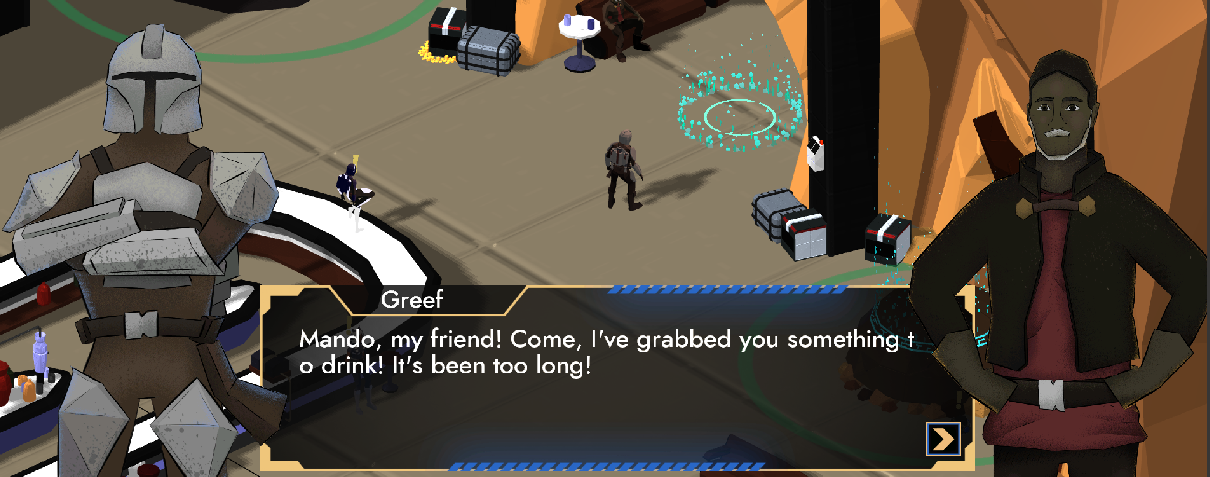 Greef
Mando, my friend! Come, I've grabbed you something t
o drink! It's been too long!